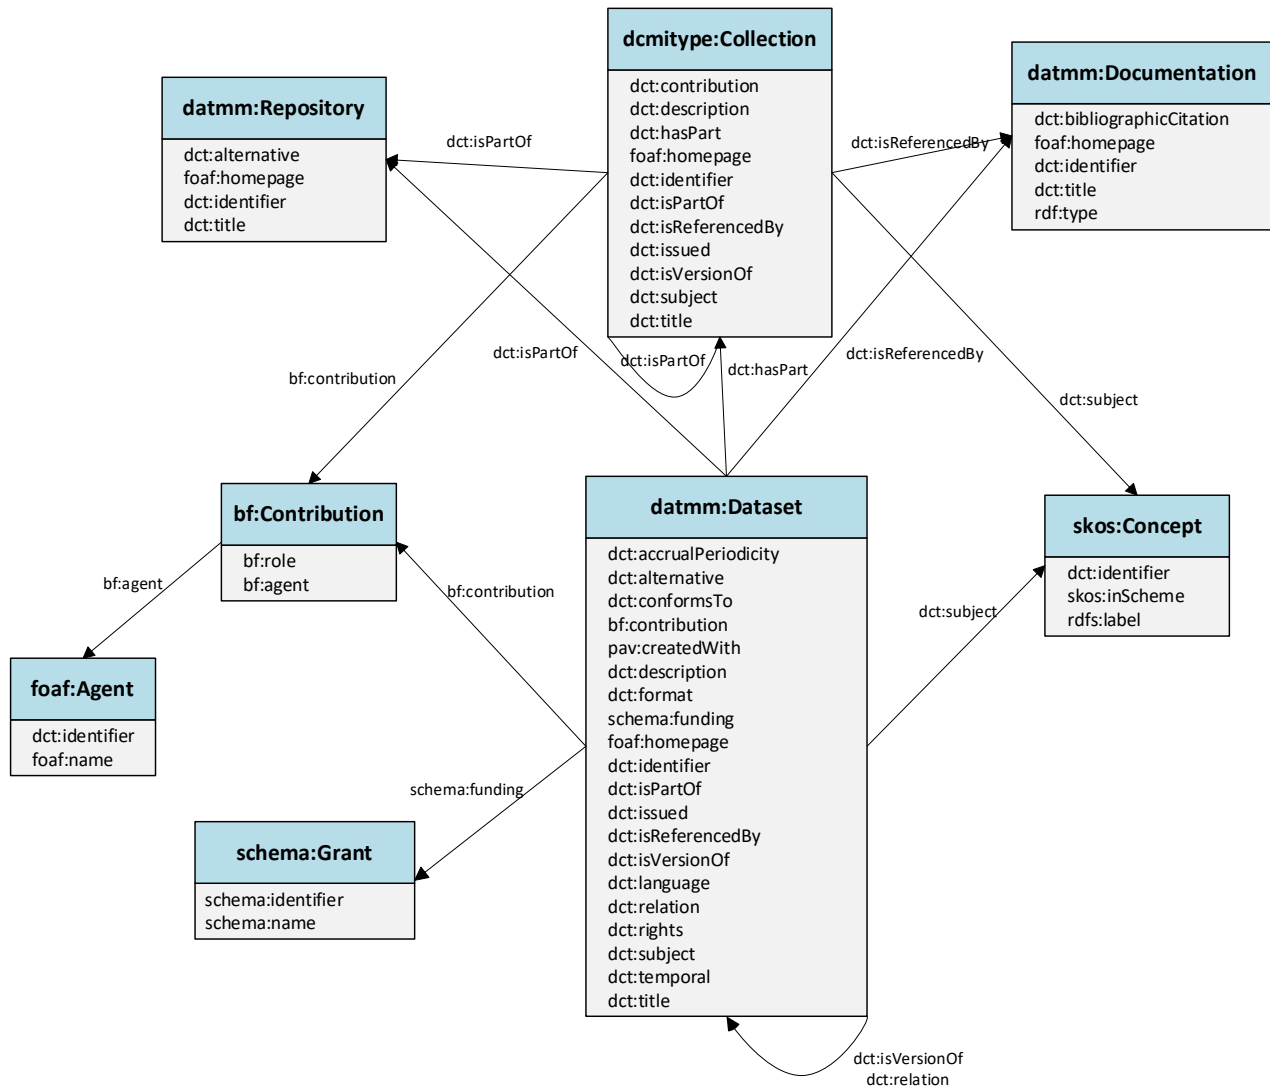 dcmitype:Collection
dct:contribution
dct:description
dct:hasPart
foaf:homepage
dct:identifier
dct:isPartOf
dct:isReferencedBy
dct:issued
dct:isVersionOf
dct:subject
dct:title
datmm:Repository
dct:alternative
foaf:homepage
dct:identifier
dct:title
datmm:Documentation
dct:bibliographicCitation
foaf:homepage
dct:identifier
dct:title
rdf:type
dct:isPartOf
dct:isReferencedBy
dct:isPartOf
dct:isPartOf
dct:hasPart
dct:isReferencedBy
bf:contribution
dct:subject
bf:Contribution
bf:role
bf:agent
datmm:Dataset
dct:accrualPeriodicity
dct:alternative
dct:conformsTo
bf:contribution
pav:createdWith
dct:description
dct:format
schema:funding
foaf:homepage
dct:identifier
dct:isPartOf
dct:issued
dct:isReferencedBy
dct:isVersionOf
dct:language
dct:relation
dct:rights
dct:subject
dct:temporal
dct:title
skos:Concept
dct:identifier
skos:inScheme
rdfs:label
bf:agent
bf:contribution
dct:subject
foaf:Agent
dct:identifier
foaf:name
schema:funding
schema:Grant
schema:identifier
schema:name
dct:isVersionOf
dct:relation